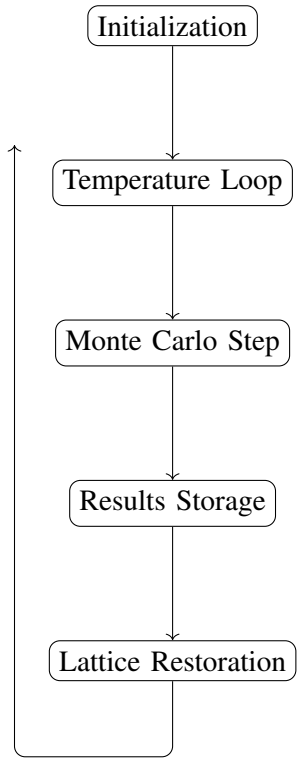 Initialization
Temperature Loop
Monte Carlo Step
Results Storage
Lattice Restoration